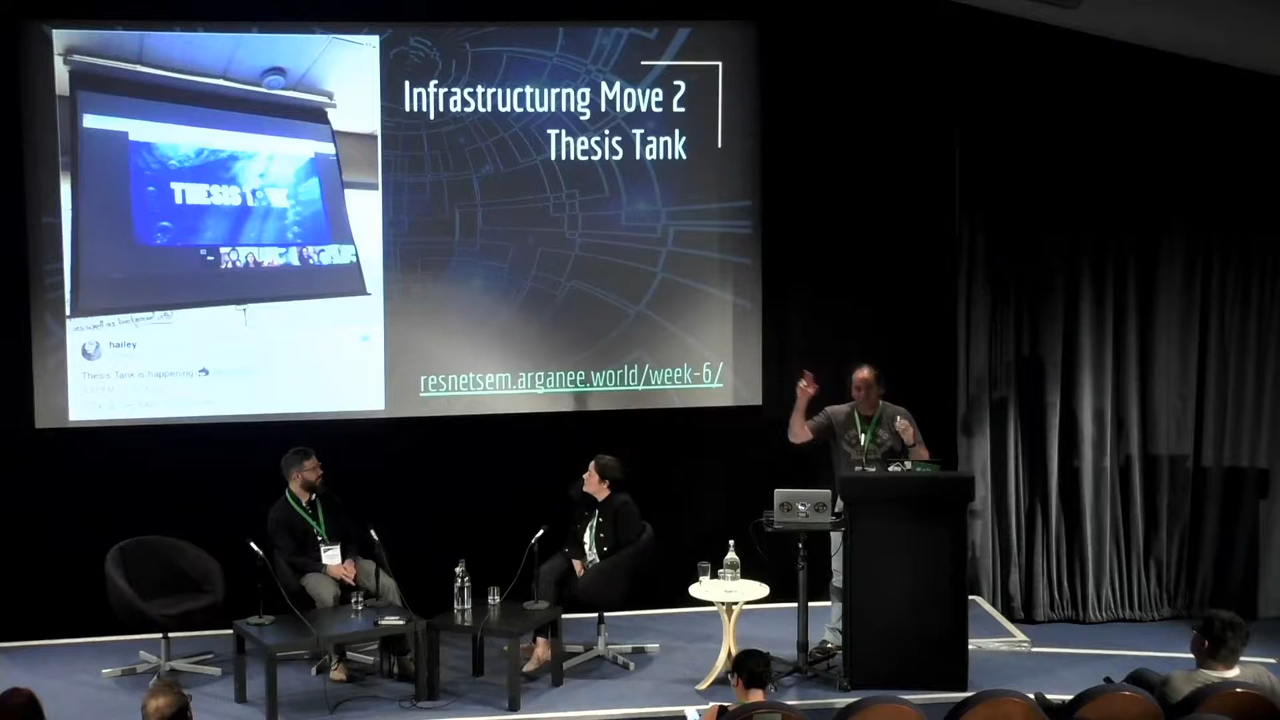 Infrastructurng Move 2
Thesis Tank
THESIS TANK
hailey
Thesis Tank is happening
resnetsem.arganee.world/week-6/